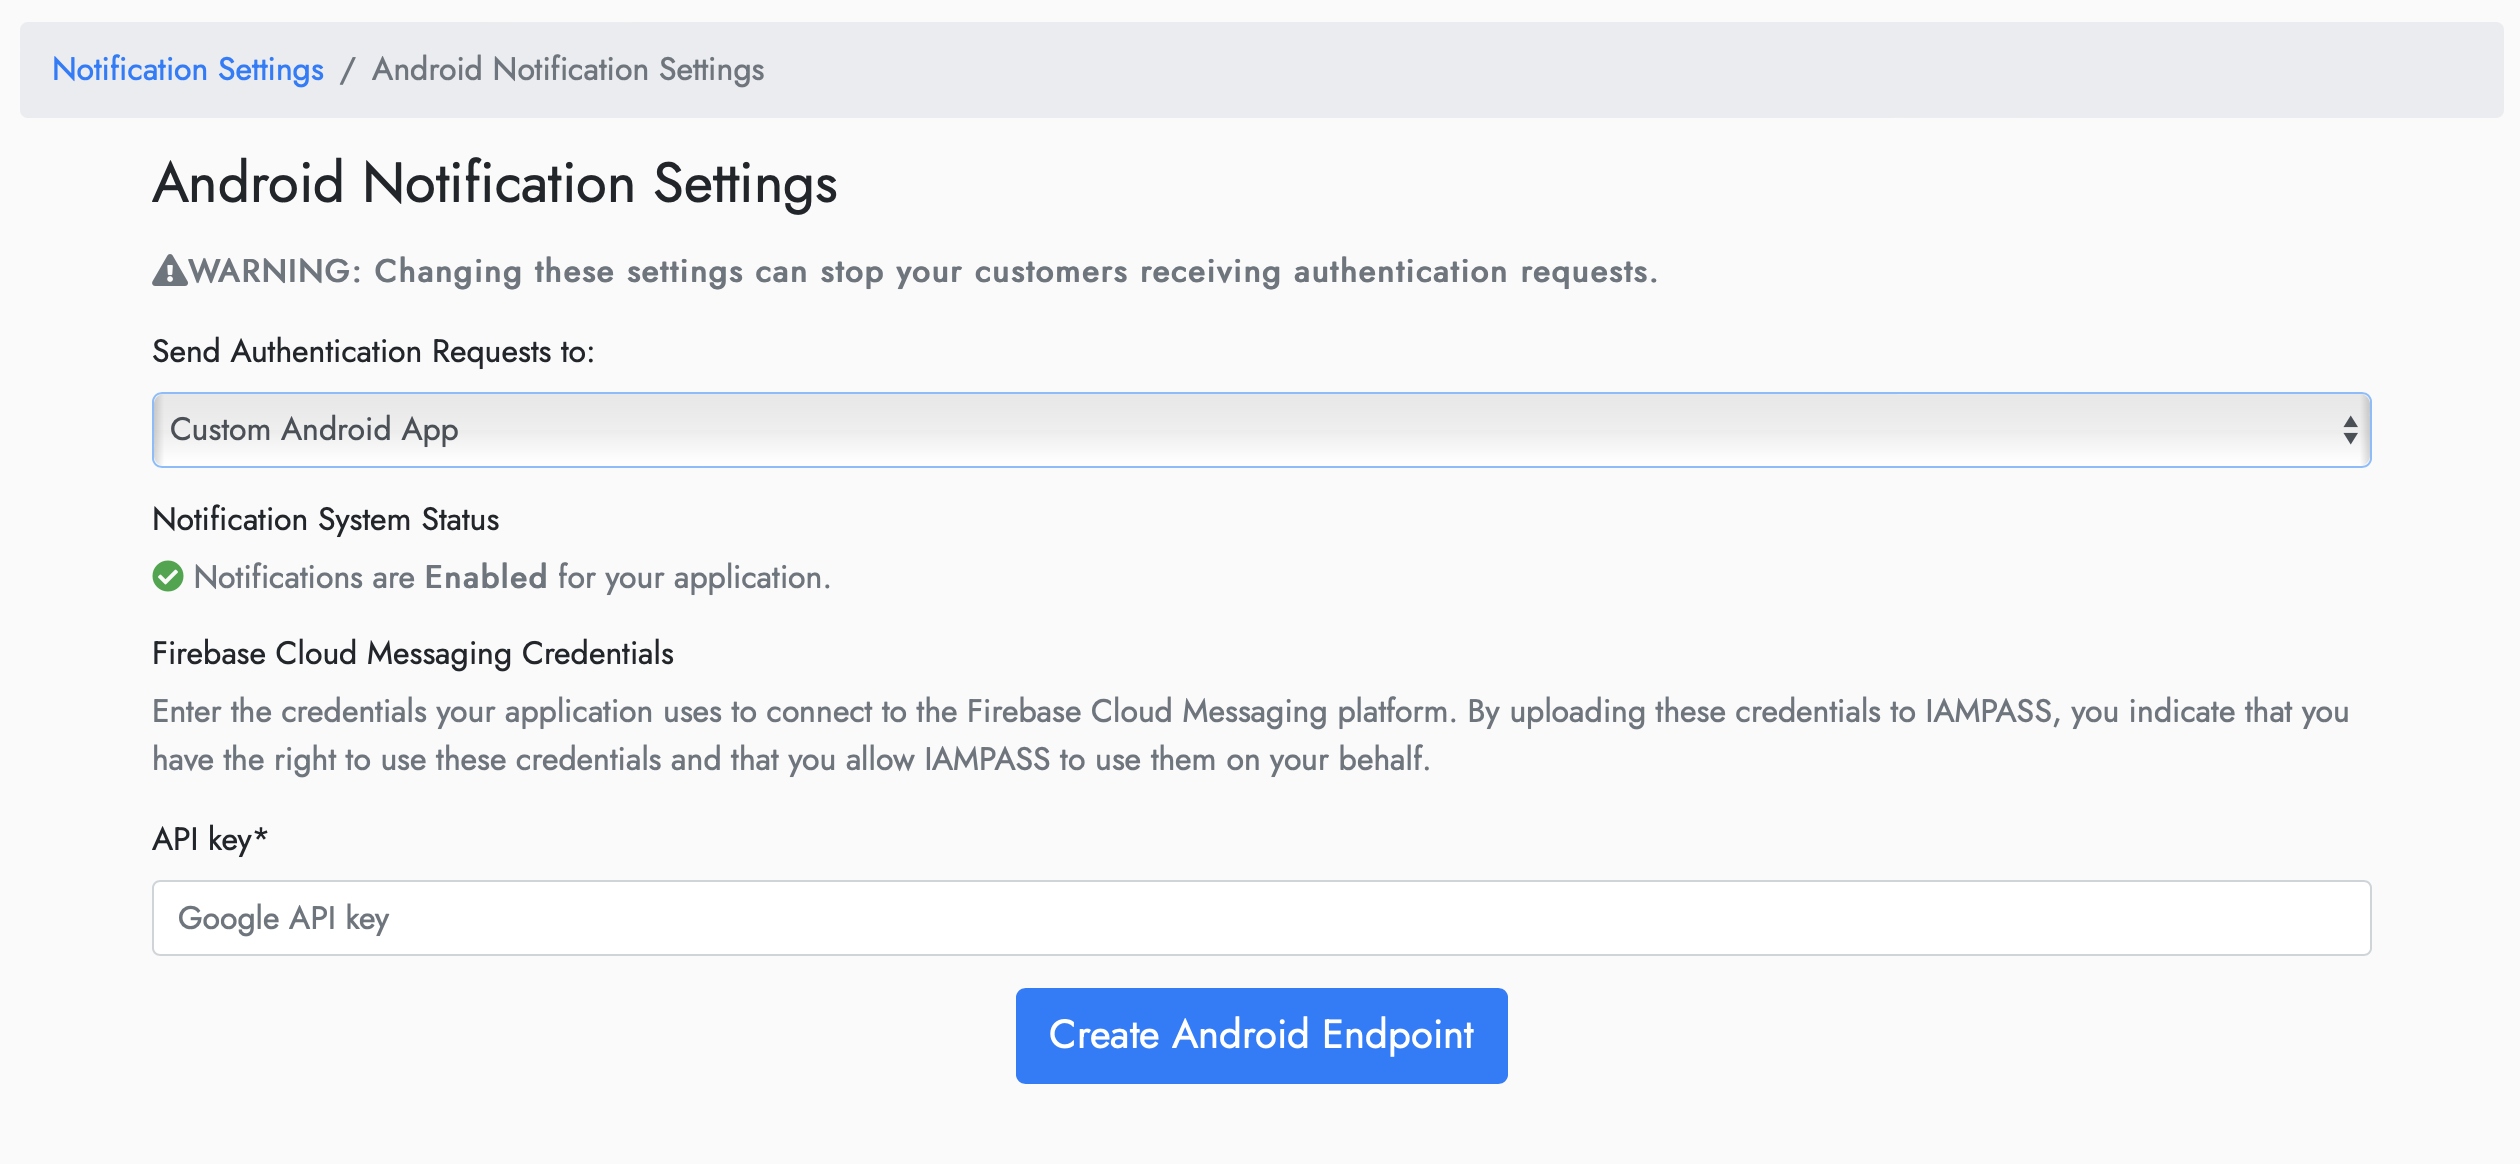 Notification Settings / Android Notification Settings
Android Notification Settings
WARNING: Changing these settings can stop your customers receiving authentication requests.
Send Authentication Requests to:
Custom Android App
Notification System Status
Notifications are Enabled for your application.
Firebase Cloud Messaging Credentials
Enter the credentials your application uses to connect to the Firebase Cloud Messaging platform. By uploading these credentials to IAMPASS, you indicate that you
have the right to use these credentials and that you allow IAMPASS to use them on your behalf.
API key*
Google API key
Create Android Endpoint